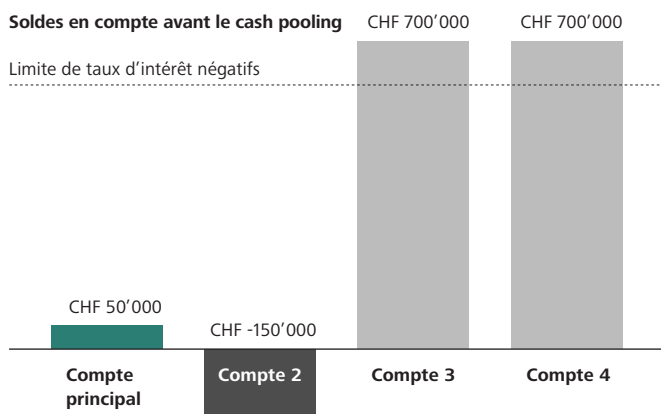 Soldes en compte avant le cash pooling
CHF 700’000
CHF 700’000
Limite de taux d’intérêt négatifs
CHF 50’000
CHF -150’000
Compte principal
Compte 2
Compte 3
Compte 4